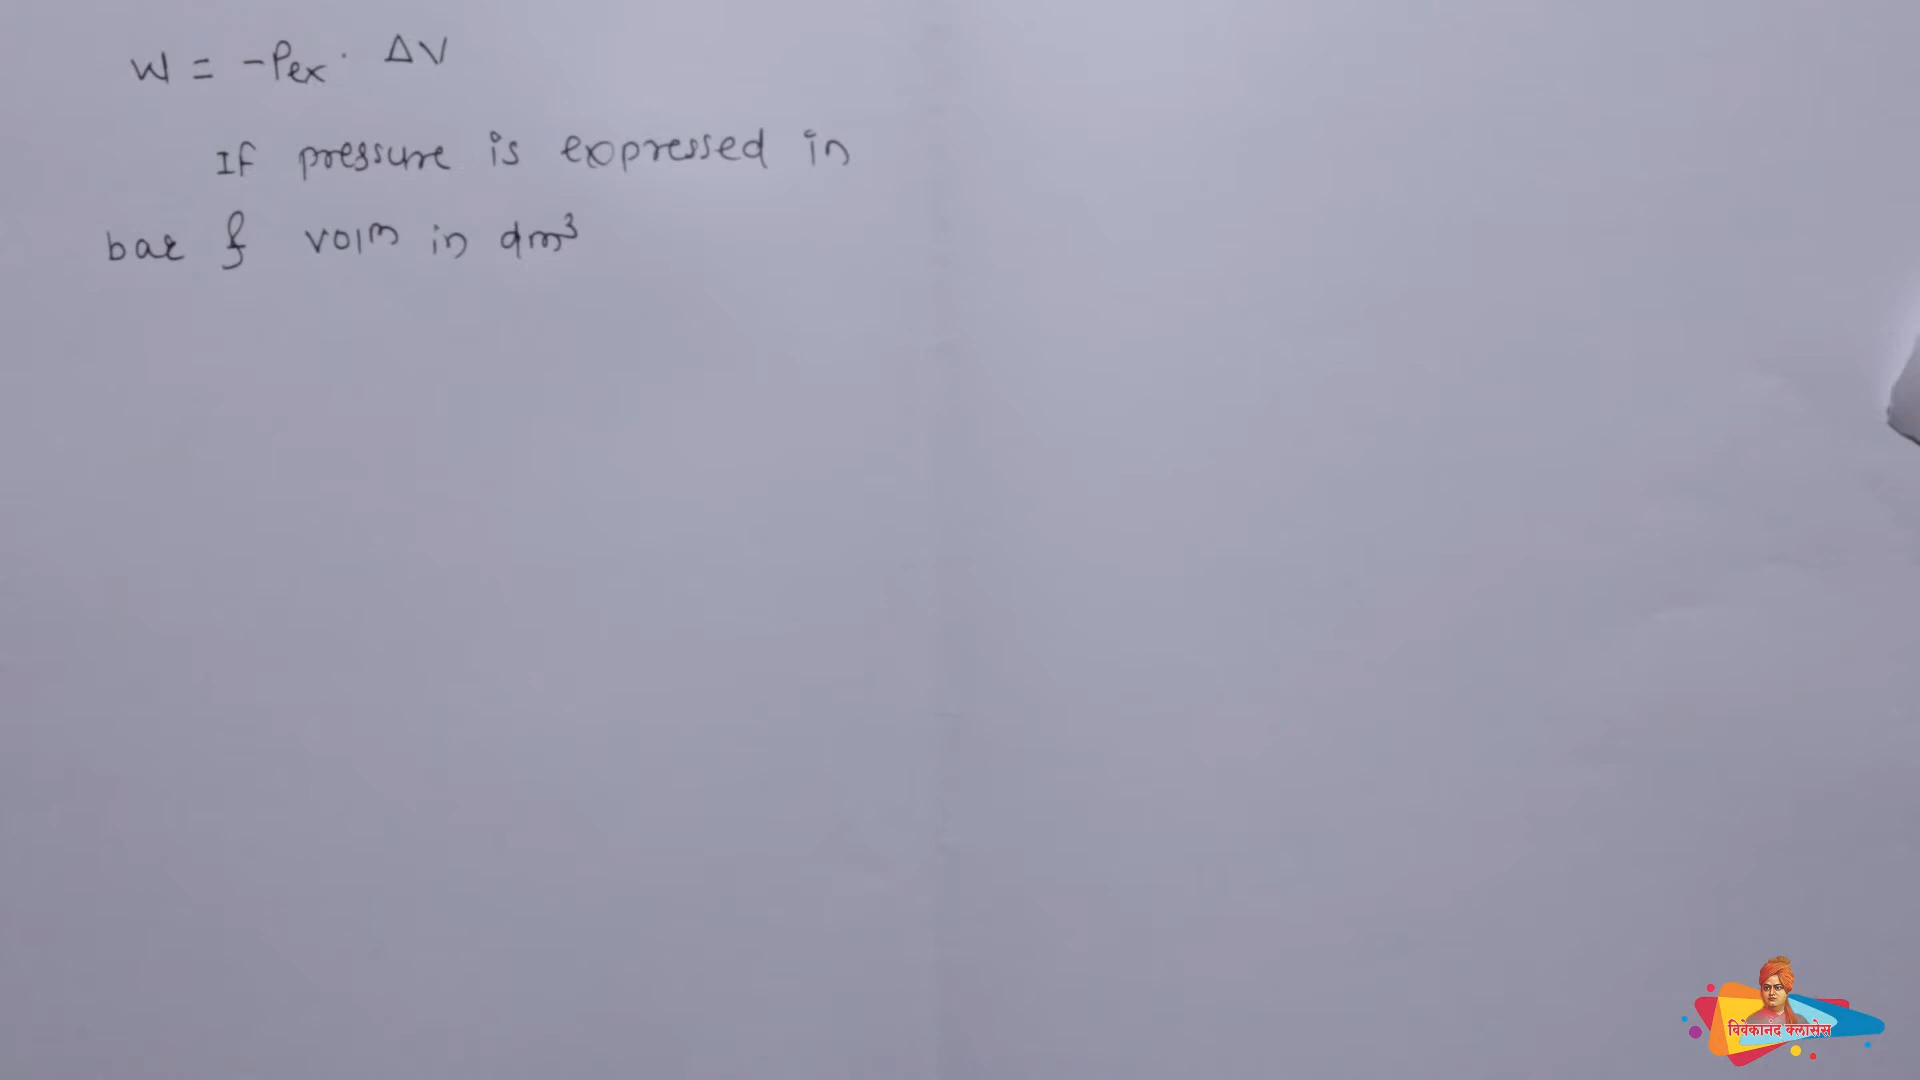 W = -Pex · ΔV
If pressure is expressed in
bar & volm in dm³
विवेकानंद क्लासेस